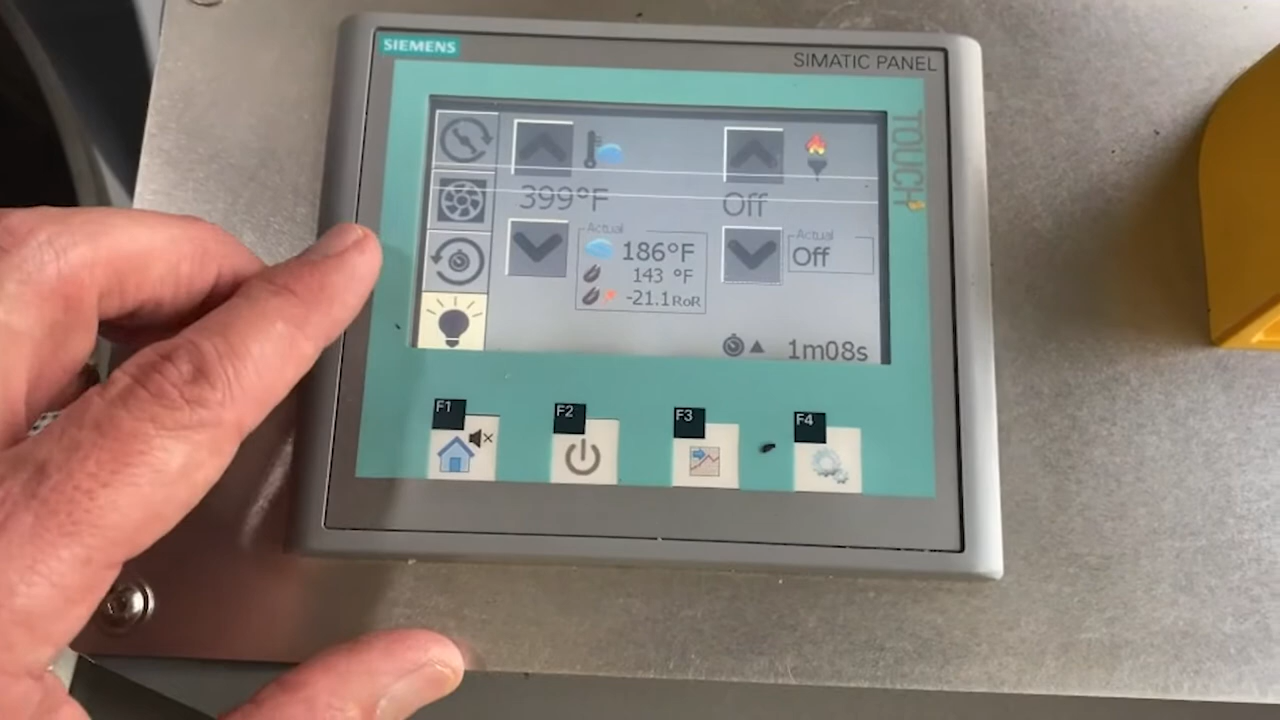 SIEMENS
SIMATIC PANEL
TOUCH
399°F
Off
Actual
186°F
143 °F
-21.1 RoR
Actual
Off
1m08s
F1
F2
F3
F4